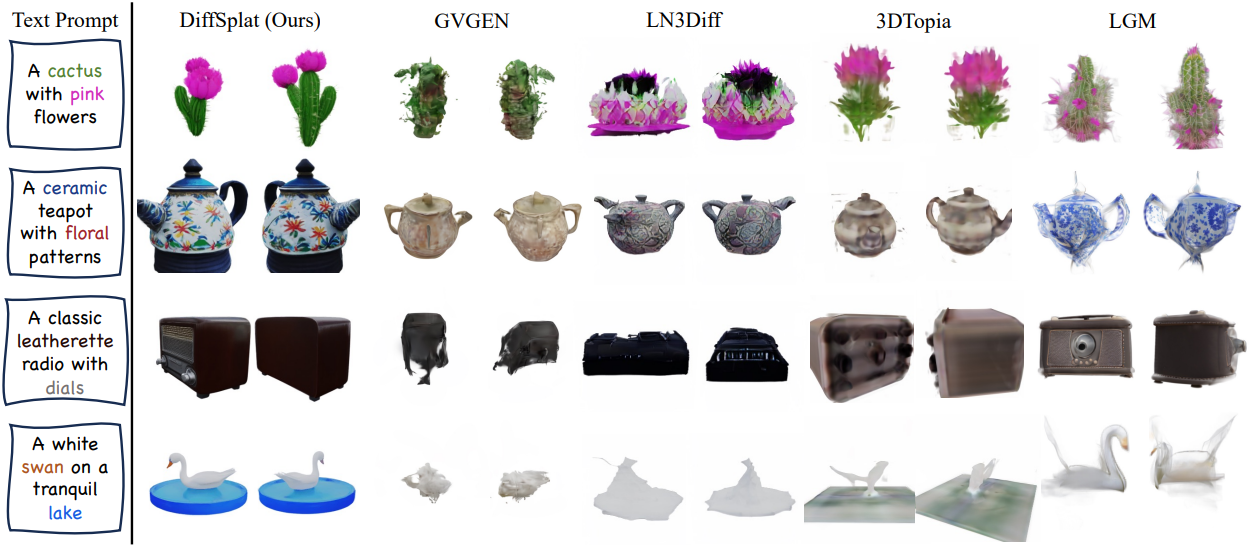 Text Prompt DiffSplat (Ours) GVGEN LN3Diff 3DTopia LGM
A cactus
with pink
flowers
A ceramic
teapot
with floral
patterns
A classic
leatherette
radio with
dials
A white
swan on a
tranquil
lake